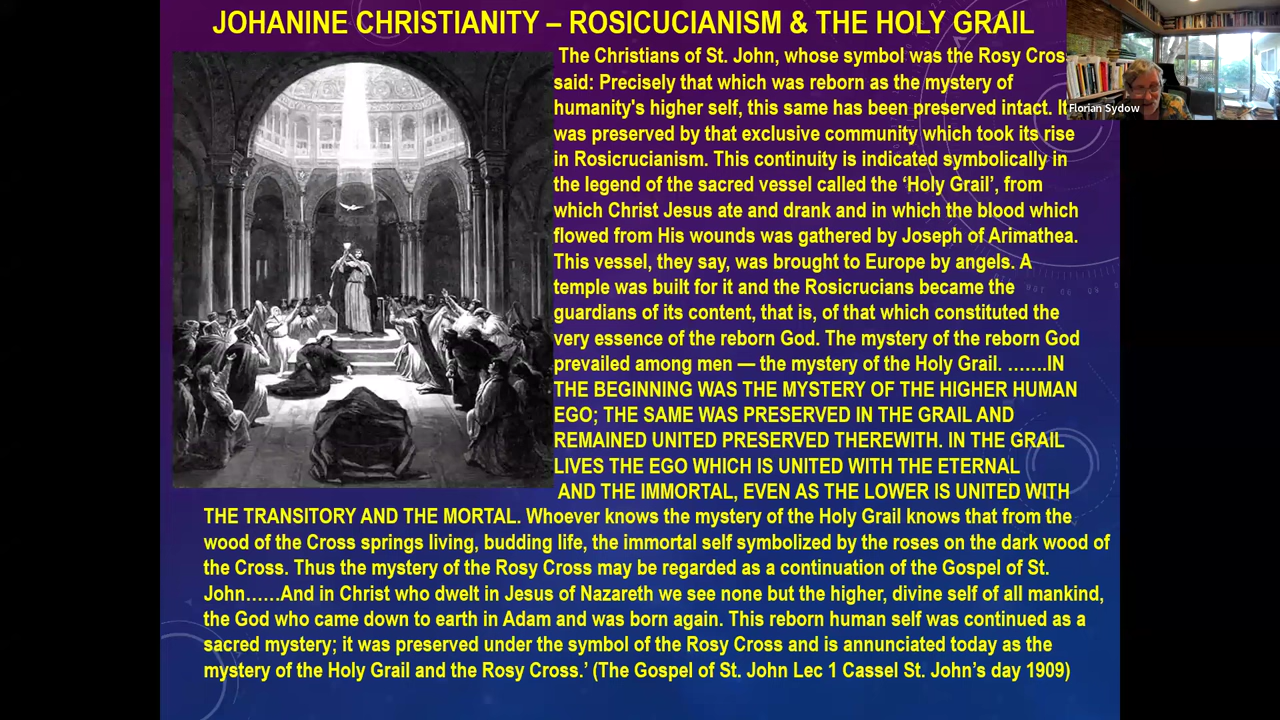 JOHANINE CHRISTIANITY – ROSICUCIANISM & THE HOLY GRAIL
The Christians of St. John, whose symbol was the Rosy Cros
said: Precisely that which was reborn as the mystery of
humanity's higher self, this same has been preserved intact. It
Florian Sydow
was preserved by that exclusive community which took its rise
in Rosicrucianism. This continuity is indicated symbolically in
the legend of the sacred vessel called the ‘Holy Grail’, from
which Christ Jesus ate and drank and in which the blood which
flowed from His wounds was gathered by Joseph of Arimathea.
This vessel, they say, was brought to Europe by angels. A
temple was built for it and the Rosicrucians became the
guardians of its content, that is, of that which constituted the
very essence of the reborn God. The mystery of the reborn God
prevailed among men — the mystery of the Holy Grail. …….IN
THE BEGINNING WAS THE MYSTERY OF THE HIGHER HUMAN
EGO; THE SAME WAS PRESERVED IN THE GRAIL AND
REMAINED UNITED PRESERVED THEREWITH. IN THE GRAIL
LIVES THE EGO WHICH IS UNITED WITH THE ETERNAL
AND THE IMMORTAL, EVEN AS THE LOWER IS UNITED WITH
THE TRANSITORY AND THE MORTAL. Whoever knows the mystery of the Holy Grail knows that from the
wood of the Cross springs living, budding life, the immortal self symbolized by the roses on the dark wood of
the Cross. Thus the mystery of the Rosy Cross may be regarded as a continuation of the Gospel of St.
John……And in Christ who dwelt in Jesus of Nazareth we see none but the higher, divine self of all mankind,
the God who came down to earth in Adam and was born again. This reborn human self was continued as a
sacred mystery; it was preserved under the symbol of the Rosy Cross and is annunciated today as the
mystery of the Holy Grail and the Rosy Cross.’ (The Gospel of St. John Lec 1 Cassel St. John’s day 1909)